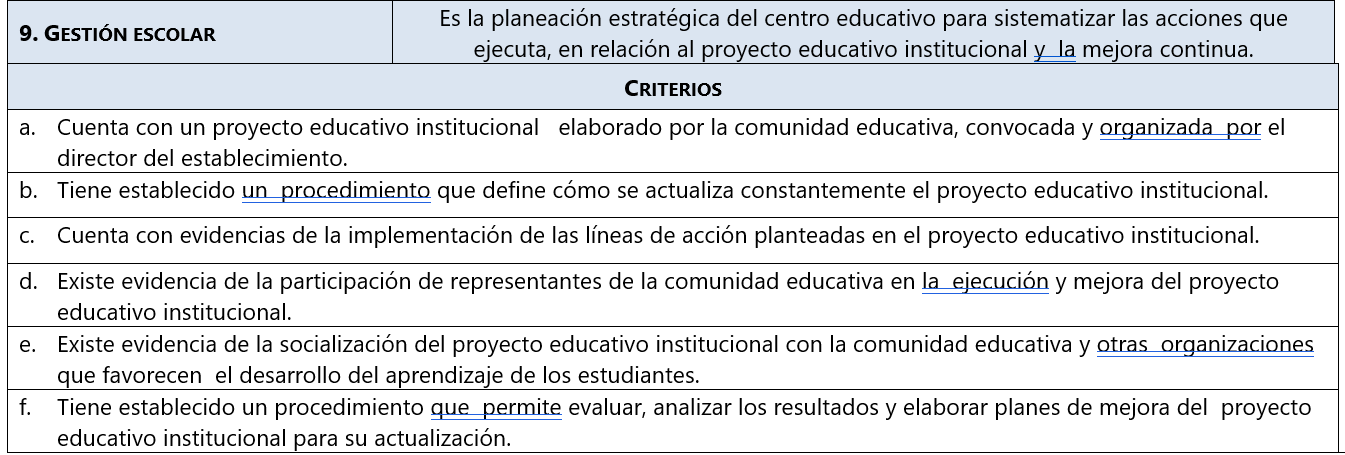 9. GESTIÓN ESCOLAR
Es la planeación estratégica del centro educativo para sistematizar las acciones que
ejecuta, en relación al proyecto educativo institucional y  la mejora continua.
CRITERIOS
a. Cuenta con un proyecto educativo institucional   elaborado por la comunidad educativa, convocada y organizada  por el
director del establecimiento.
b. Tiene establecido un  procedimiento que define cómo se actualiza constantemente el proyecto educativo institucional.
c. Cuenta con evidencias de la implementación de las líneas de acción planteadas en el proyecto educativo institucional.
d. Existe evidencia de la participación de representantes de la comunidad educativa en la  ejecución y mejora del proyecto
educativo institucional.
e. Existe evidencia de la socialización del proyecto educativo institucional con la comunidad educativa y otras  organizaciones
que favorecen  el desarrollo del aprendizaje de los estudiantes.
f. Tiene establecido un procedimiento que  permite evaluar, analizar los resultados y elaborar planes de mejora del  proyecto
educativo institucional para su actualización.